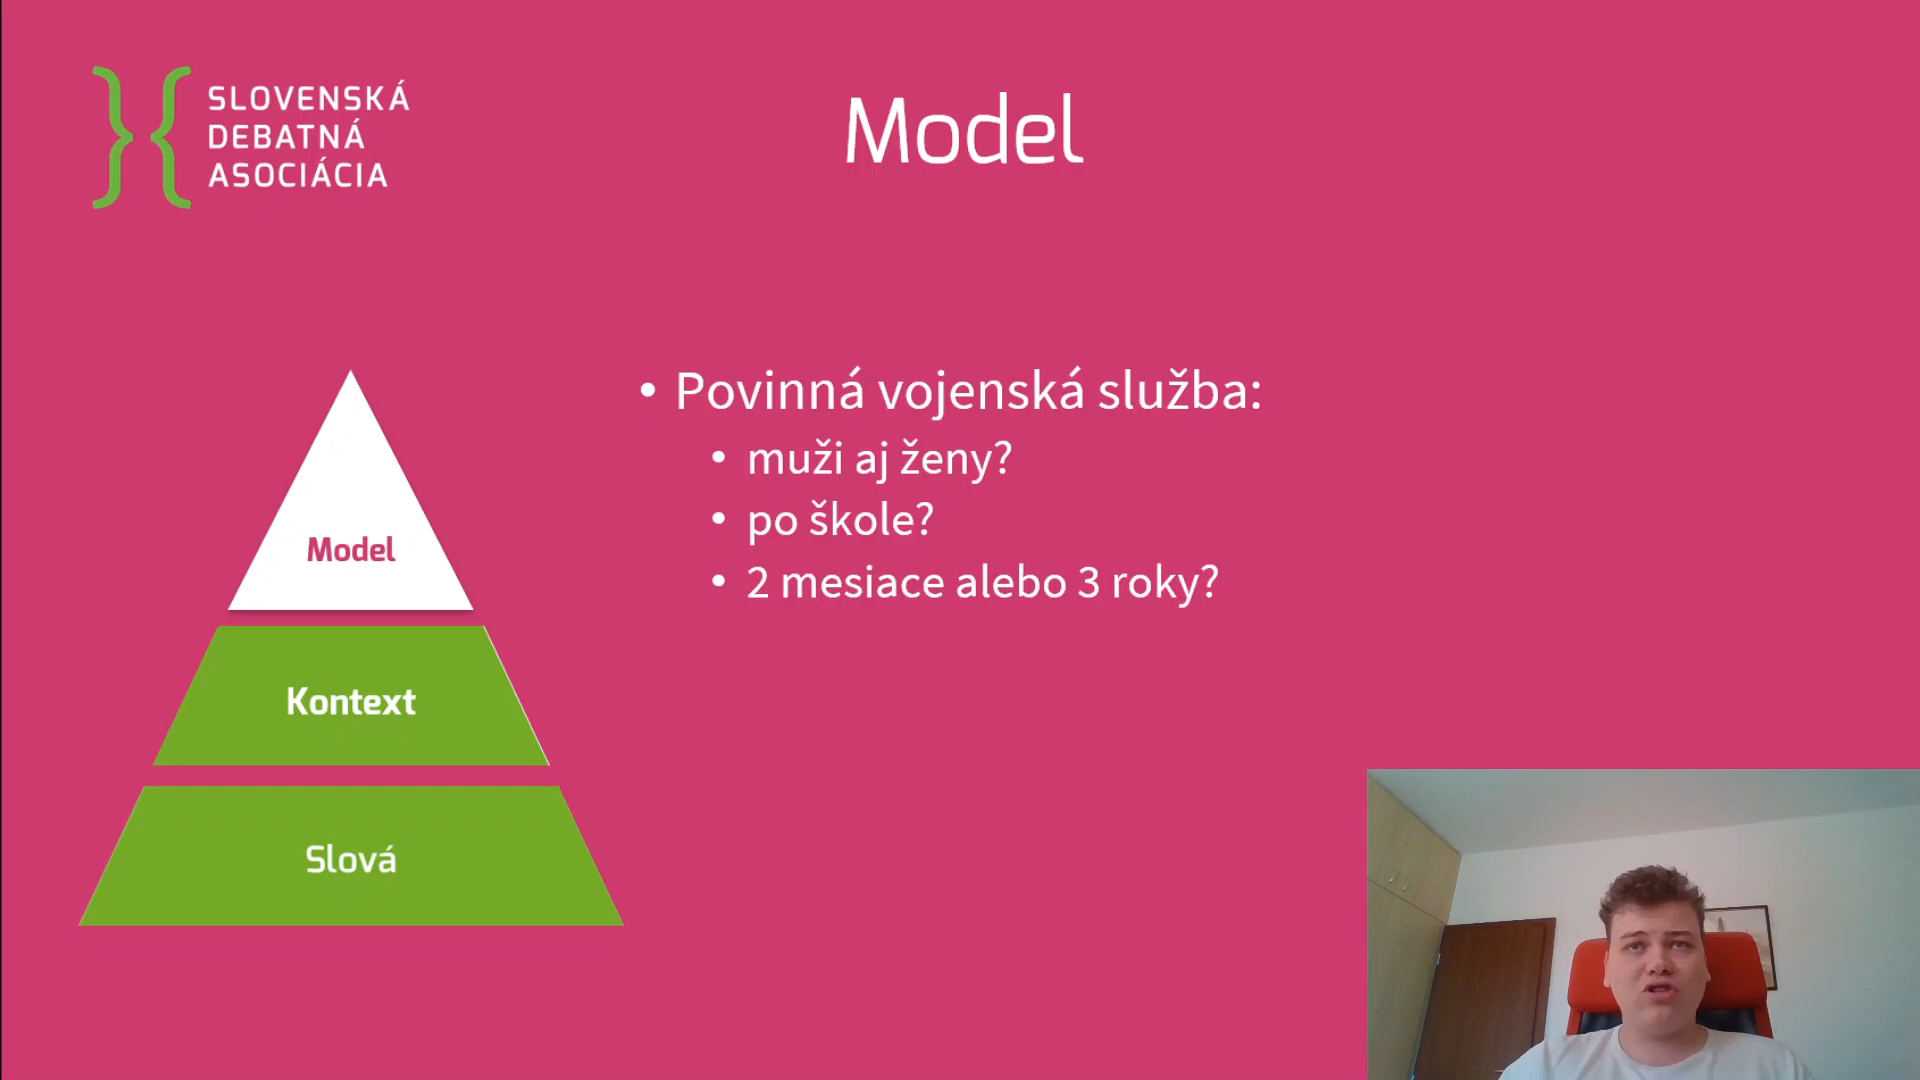 SLOVENSKÁ
DEBATNÁ
ASOCIÁCIA
Model
• Povinná vojenská služba:
• muži aj ženy?
• po škole?
• 2 mesiace alebo 3 roky?
Model
Kontext
Slová